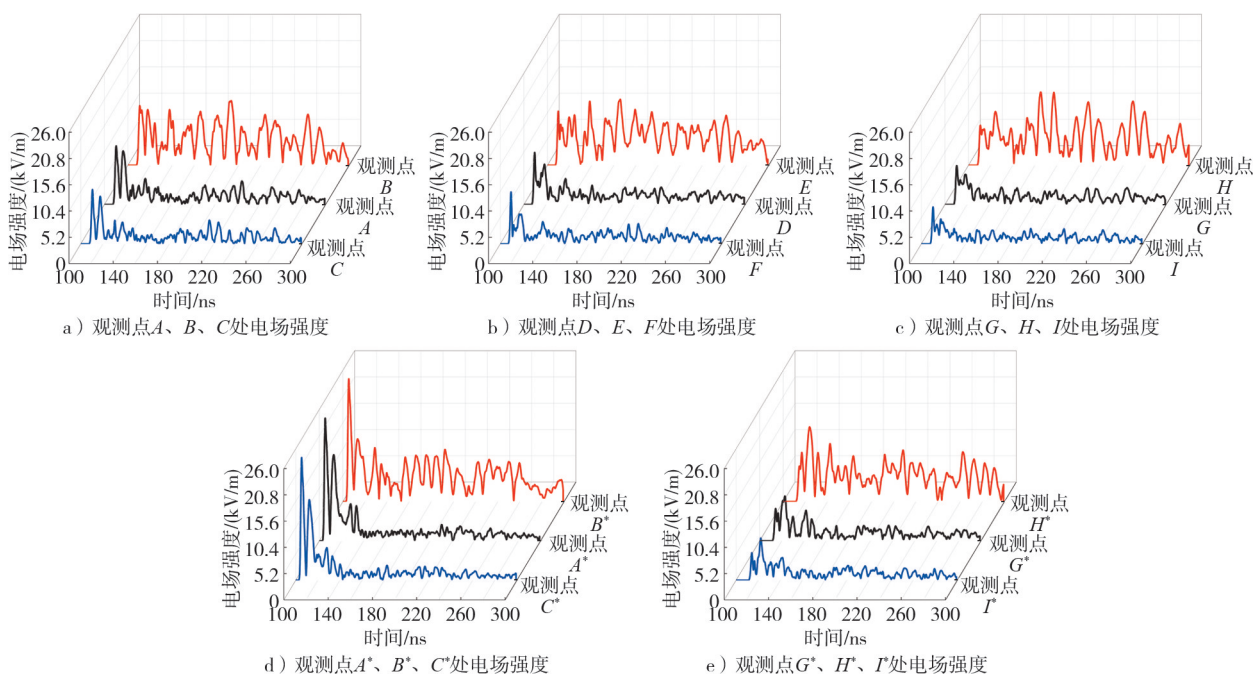 电场强度/(kV/m)
26.0
20.8
15.6
10.4
5.2
0
100 140 180 220 260 300
时间/ns
观测点
B
观测点
A
观测点
C
a）观测点A、B、C处电场强度
电场强度/(kV/m)
26.0
20.8
15.6
10.4
5.2
0
100 140 180 220 260 300
时间/ns
观测点
E
观测点
D
观测点
F
b）观测点D、E、F处电场强度
电场强度/(kV/m)
26.0
20.8
15.6
10.4
5.2
0
100 140 180 220 260 300
时间/ns
观测点
H
观测点
G
观测点
I
c）观测点G、H、I处电场强度
电场强度/(kV/m)
26.0
20.8
15.6
10.4
5.2
0
100 140 180 220 260 300
时间/ns
观测点
B*
观测点
A*
观测点
C*
d）观测点A*、B*、C*处电场强度
电场强度/(kV/m)
26.0
20.8
15.6
10.4
5.2
0
100 140 180 220 260 300
时间/ns
观测点
H*
观测点
G*
观测点
I*
e）观测点G*、H*、I*处电场强度